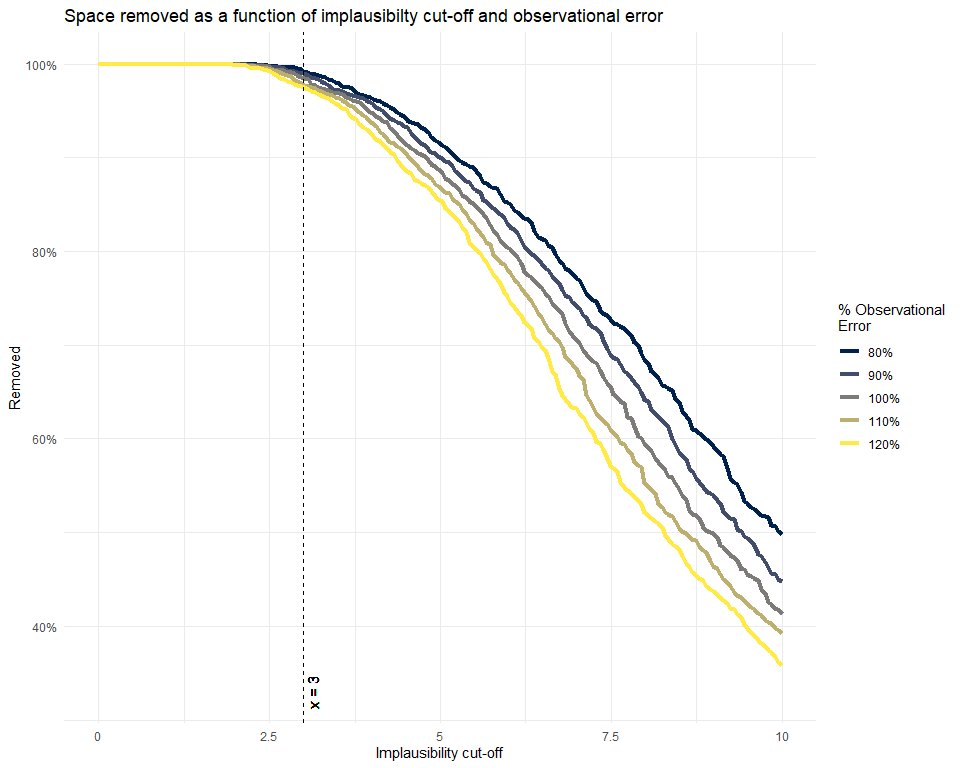 Space removed as a function of implausibilty cut-off and observational error
100%
80%
60%
40%
Removed
x = 3
0
2.5
5
7.5
10
Implausibility cut-off
% Observational
Error
80%
90%
100%
110%
120%